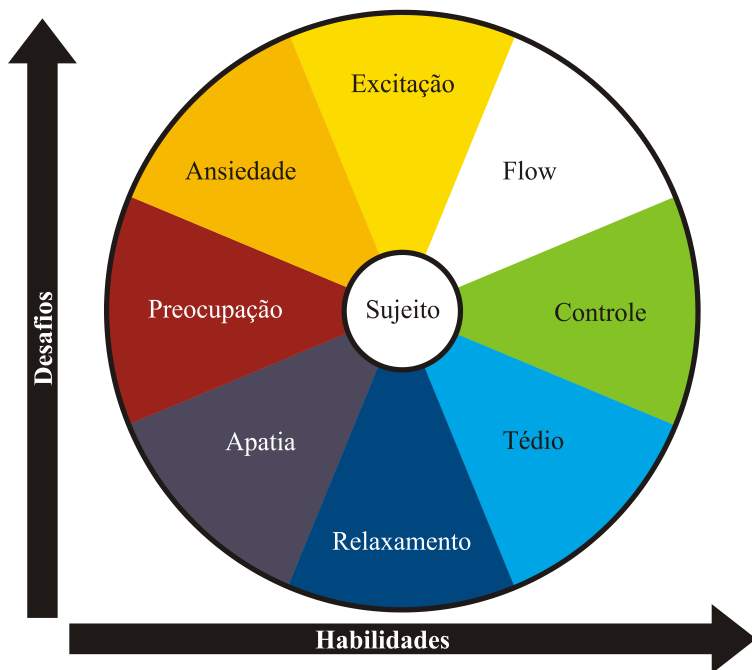 Excitação
Ansiedade
Flow
Preocupação
Sujeito
Controle
Apatia
Tédio
Relaxamento
Desafios
Habilidades